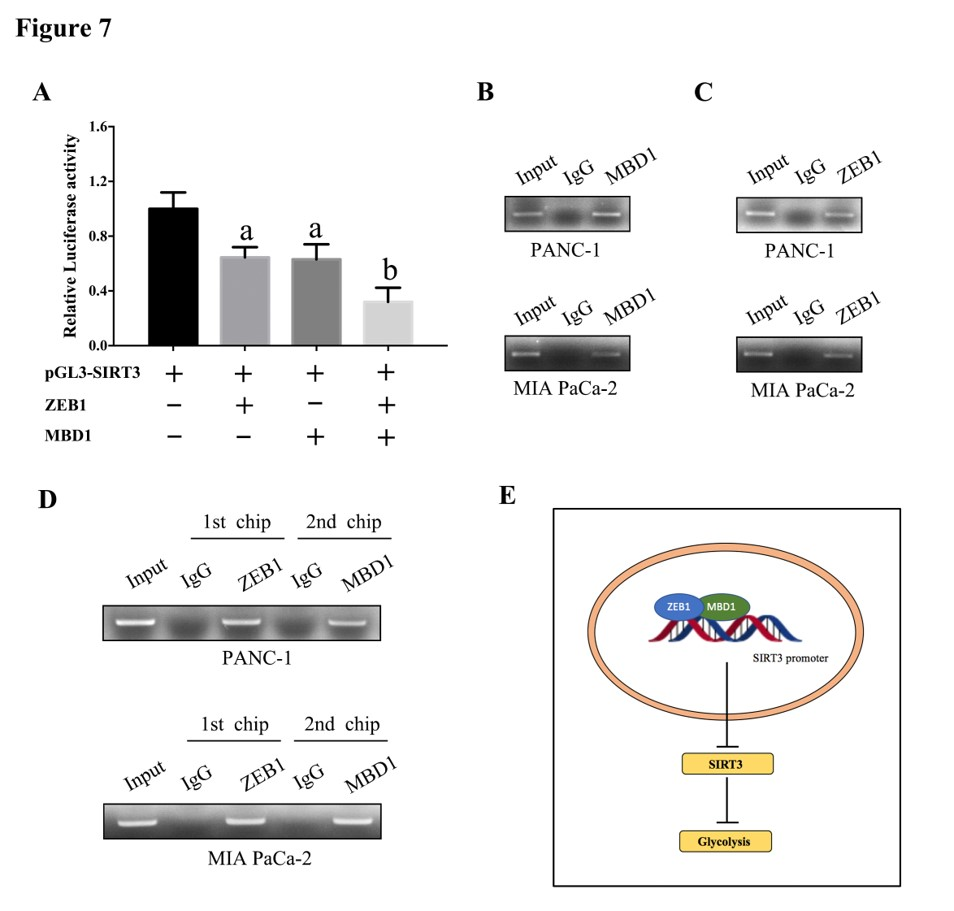 Figure 7
A
Relative Luciferase activity
1.6
1.2
0.8
0.4
0.0
a
a
b
pGL3-SIRT3 + + + +
ZEB1 − + − +
MBD1 − − + +
B
Input IgG MBD1
PANC-1
Input IgG MBD1
MIA PaCa-2
C
Input IgG ZEB1
PANC-1
Input IgG ZEB1
MIA PaCa-2
D
1st chip 2nd chip
Input IgG ZEB1 IgG MBD1
PANC-1
1st chip 2nd chip
Input IgG ZEB1 IgG MBD1
MIA PaCa-2
E
ZEB1 MBD1
SIRT3 promoter
SIRT3
Glycolysis